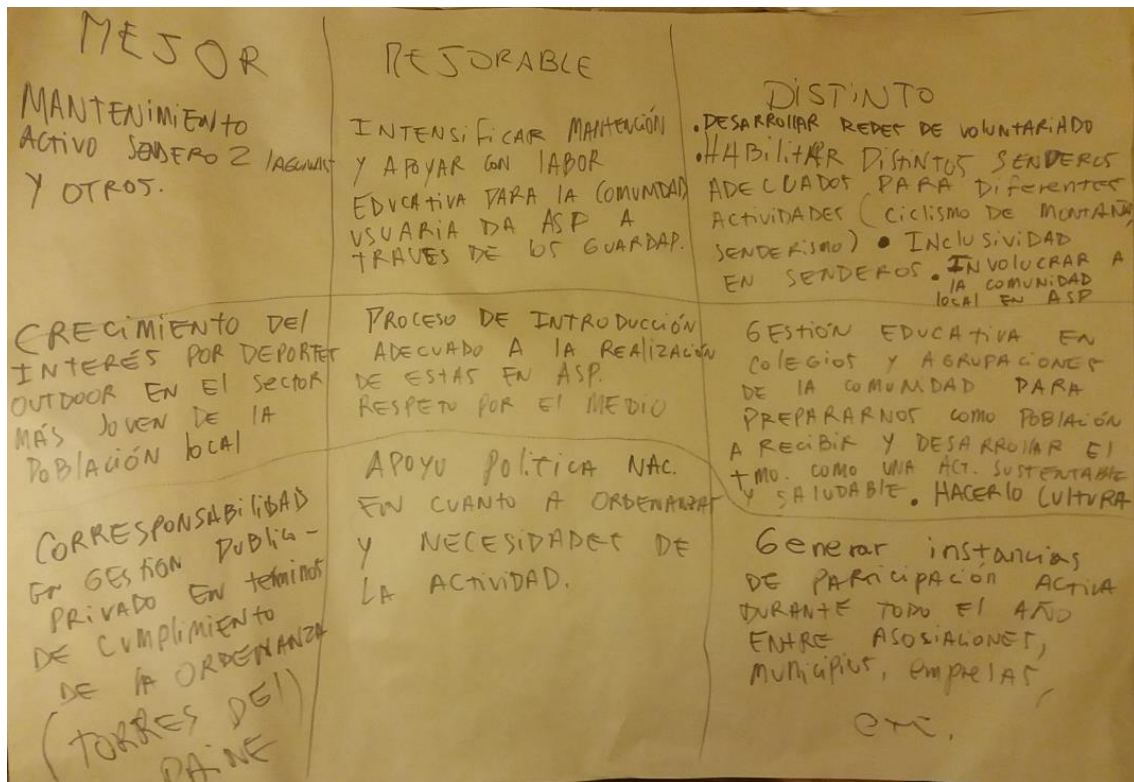 MEJOR
MANTENIMIENTO
ACTIVO SENDERO 2 LAGUNAS
Y OTROS.
CRECIMIENTO DEL
INTERÉS POR DEPORTES
OUTDOOR EN EL SECTOR
MÁS JOVEN DE LA
POBLACIÓN LOCAL
CORRESPONSABILIDAD
EN GESTIÓN PUBLICO-
PRIVADO EN TERMINOS
DE CUMPLIMIENTO
DE LA ORDENANZA
(TORRES DEL)
PAINE
MEJORABLE
INTENSIFICAR MANTENCIÓN
Y APOYAR CON LABOR
EDUCATIVA PARA LA COMUNIDAD
USUARIA DA ASP A
TRAVES DE LOS GUARDAP.
PROCESO DE INTRODUCCIÓN
ADECUADO A LA REALIZACIÓN
DE ESTAS EN ASP.
RESPETO POR EL MEDIO
APOYO POLÍTICA NAC.
EN CUANTO A ORDENANZAS
Y NECESIDADES DE
LA ACTIVIDAD.
DISTINTO
• DESARROLLAR REDES DE VOLUNTARIADO
• HABILITAR DISTINTOS SENDEROS
ADECUADOS PARA DIFERENTES
ACTIVIDADES (CICLISMO DE MONTAÑA,
SENDERISMO) • INCLUSIVIDAD
EN SENDEROS. • INVOLUCRAR A
LA COMUNIDAD
LOCAL EN ASP
GESTIÓN EDUCATIVA EN
COLEGIOS Y AGRUPACIONES
DE LA COMUNIDAD PARA
PREPARARNOS COMO POBLACIÓN
A RECIBIR Y DESARROLLAR EL
TMO. COMO UNA ACT. SUSTENTABLE
Y SALUDABLE. HACERLO CULTURA
Generar instancias
DE PARTICIPACIÓN ACTIVA
DURANTE TODO EL AÑO
ENTRE ASOSIACIONES,
MUNICIPIOS, EMPRESAS,
etc.